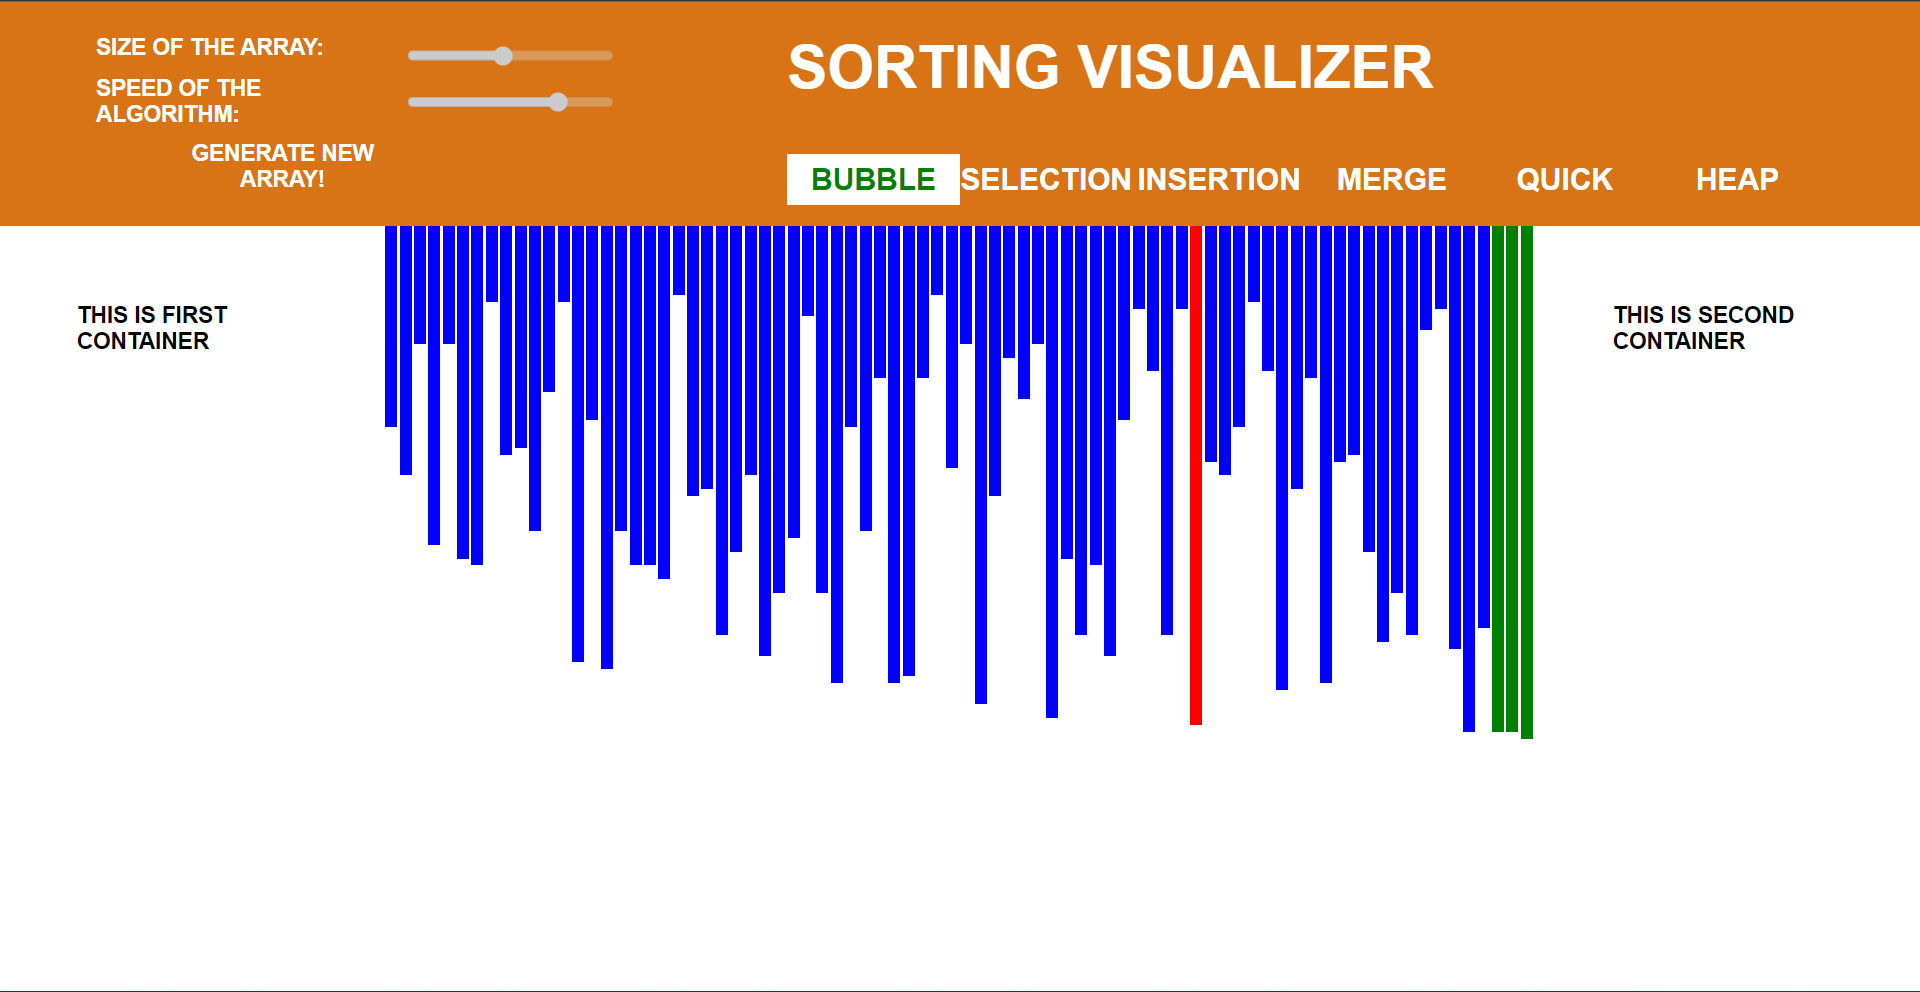 SIZE OF THE ARRAY:
SPEED OF THE
ALGORITHM:
GENERATE NEW
ARRAY!
SORTING VISUALIZER
BUBBLE SELECTION INSERTION MERGE QUICK HEAP
THIS IS FIRST
CONTAINER
THIS IS SECOND
CONTAINER